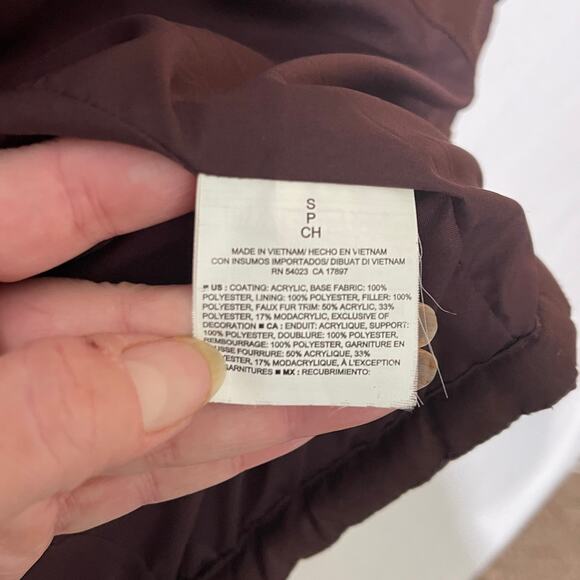 S
P
CH
MADE IN VIETNAM/ HECHO EN VIETNAM
CON INSUMOS IMPORTADOS/ DIBUAT DI VIETNAM
RN 54023 CA 17897
US : COATING: ACRYLIC, BASE FABRIC: 100%
POLYESTER, LINING: 100% POLYESTER, FILLER: 100%
POLYESTER, FAUX FUR TRIM: 50% ACRYLIC, 33%
POLYESTER, 17% MODACRYLIC, EXCLUSIVE OF
DECORATION ■ CA : ENDUIT: ACRYLIQUE, SUPPORT:
100% POLYESTER, DOUBLURE: 100% POLYESTER,
REMBOURRAGE: 100% POLYESTER, GARNITURE EN
FOURRURE: 50% ACRYLIQUE, 33%
17% MODACRYLIQUE, À L'EXCEPTION
GARNITURES ■ MX : RECUBRIMIENTO: